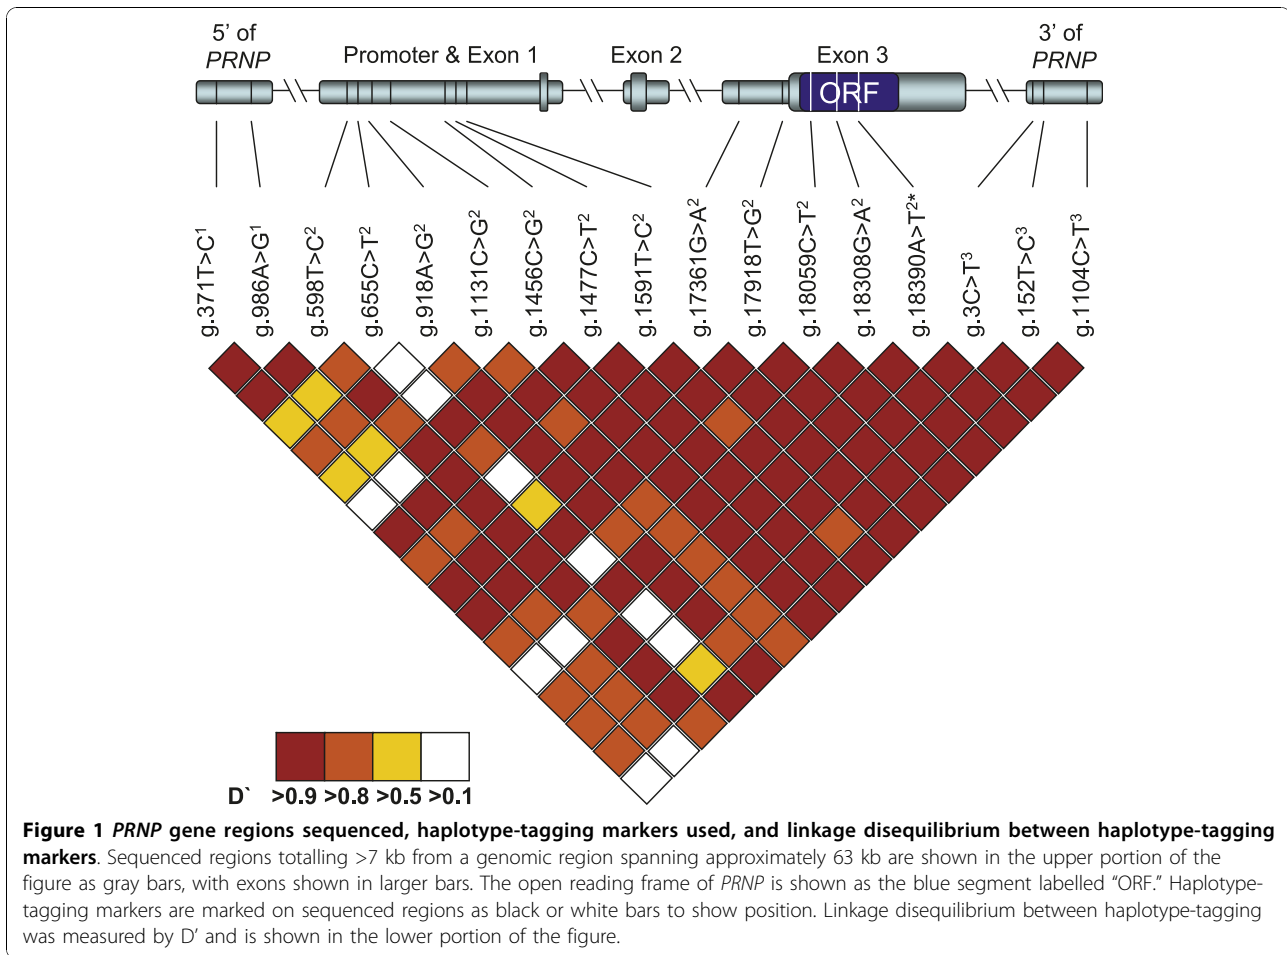 5' of PRNP
Promoter & Exon 1
Exon 2
Exon 3
3' of PRNP
ORF
g.371T>C1
g.986A>G1
g.598T>C2
g.655C>T2
g.918A>G2
g.1131C>G2
g.1456C>G2
g.1477C>T2
g.1591T>C2
g.17361G>A2
g.17918T>G2
g.18059C>T2
g.18308G>A2
g.18390A>T2*
g.3C>T3
g.152T>C3
g.1104C>T3
D` >0.9 >0.8 >0.5 >0.1
Figure 1 PRNP gene regions sequenced, haplotype-tagging markers used, and linkage disequilibrium between haplotype-tagging
markers. Sequenced regions totalling >7 kb from a genomic region spanning approximately 63 kb are shown in the upper portion of the
figure as gray bars, with exons shown in larger bars. The open reading frame of PRNP is shown as the blue segment labelled “ORF.” Haplotype-
tagging markers are marked on sequenced regions as black or white bars to show position. Linkage disequilibrium between haplotype-tagging
was measured by D’ and is shown in the lower portion of the figure.